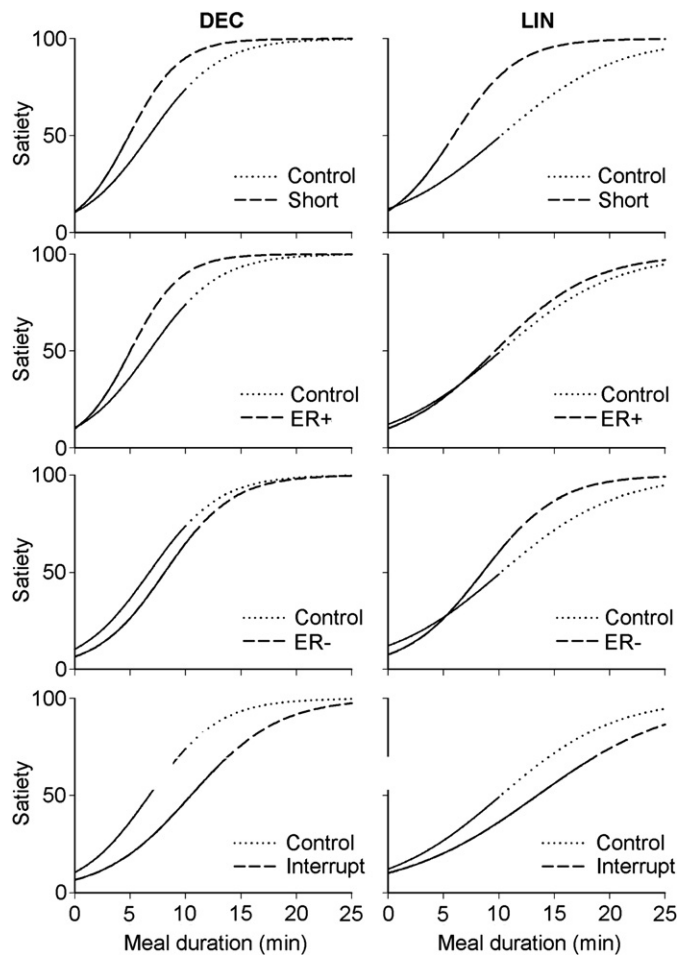 DEC LIN
100
50
0
Satiety
Control
Short
Control
Short
100
50
0
Satiety
Control
ER+
Control
ER+
100
50
0
Satiety
Control
ER-
Control
ER-
100
50
0
Satiety
Control
Interrupt
Control
Interrupt
0 5 10 15 20 25 0 5 10 15 20 25
Meal duration (min) Meal duration (min)